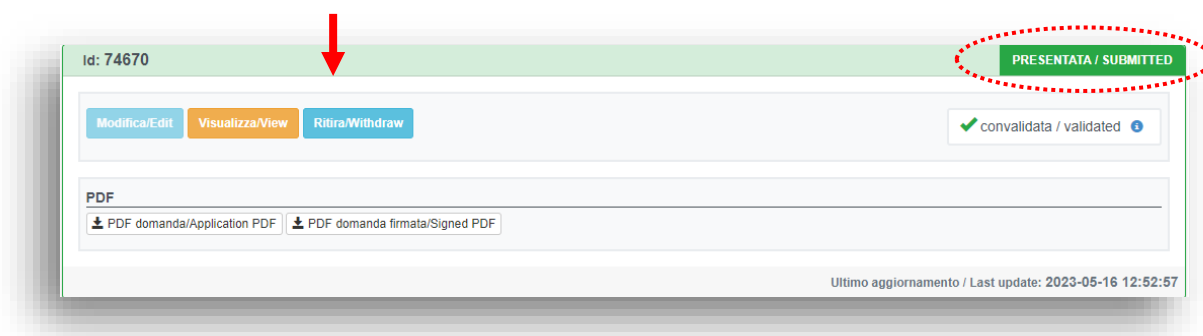 Id: 74670
PRESENTATA / SUBMITTED
Modifica/Edit Visualizza/View Ritira/Withdraw
convalidata / validated
PDF
PDF domanda/Application PDF PDF domanda firmata/Signed PDF
Ultimo aggiornamento / Last update: 2023-05-16 12:52:57